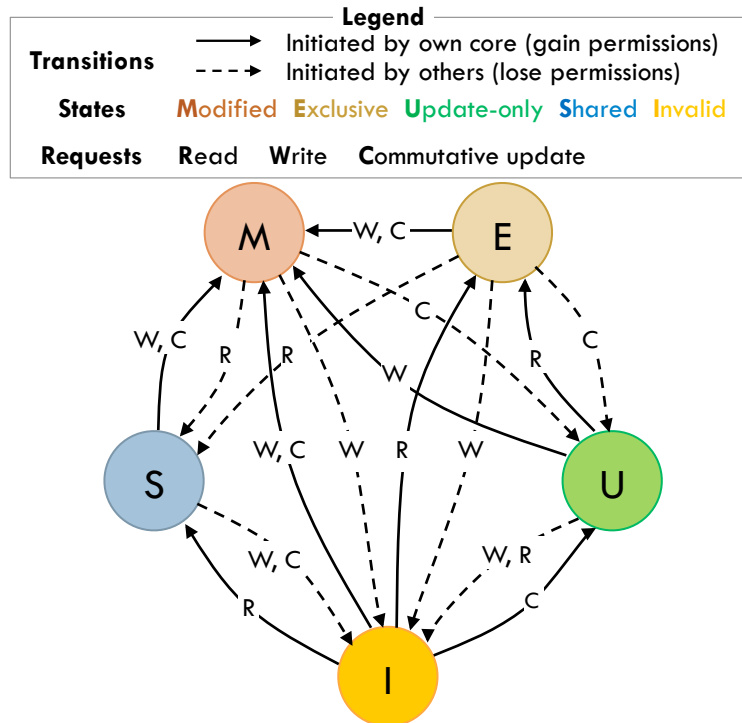 Legend
Transitions
Initiated by own core (gain permissions)
Initiated by others (lose permissions)
States Modified Exclusive Update-only Shared Invalid
Requests Read Write Commutative update
M
W, C
E
C
W, C
R
R
C
R
W
W, C
W
R
W
S
U
W, C
W, R
R
C
I